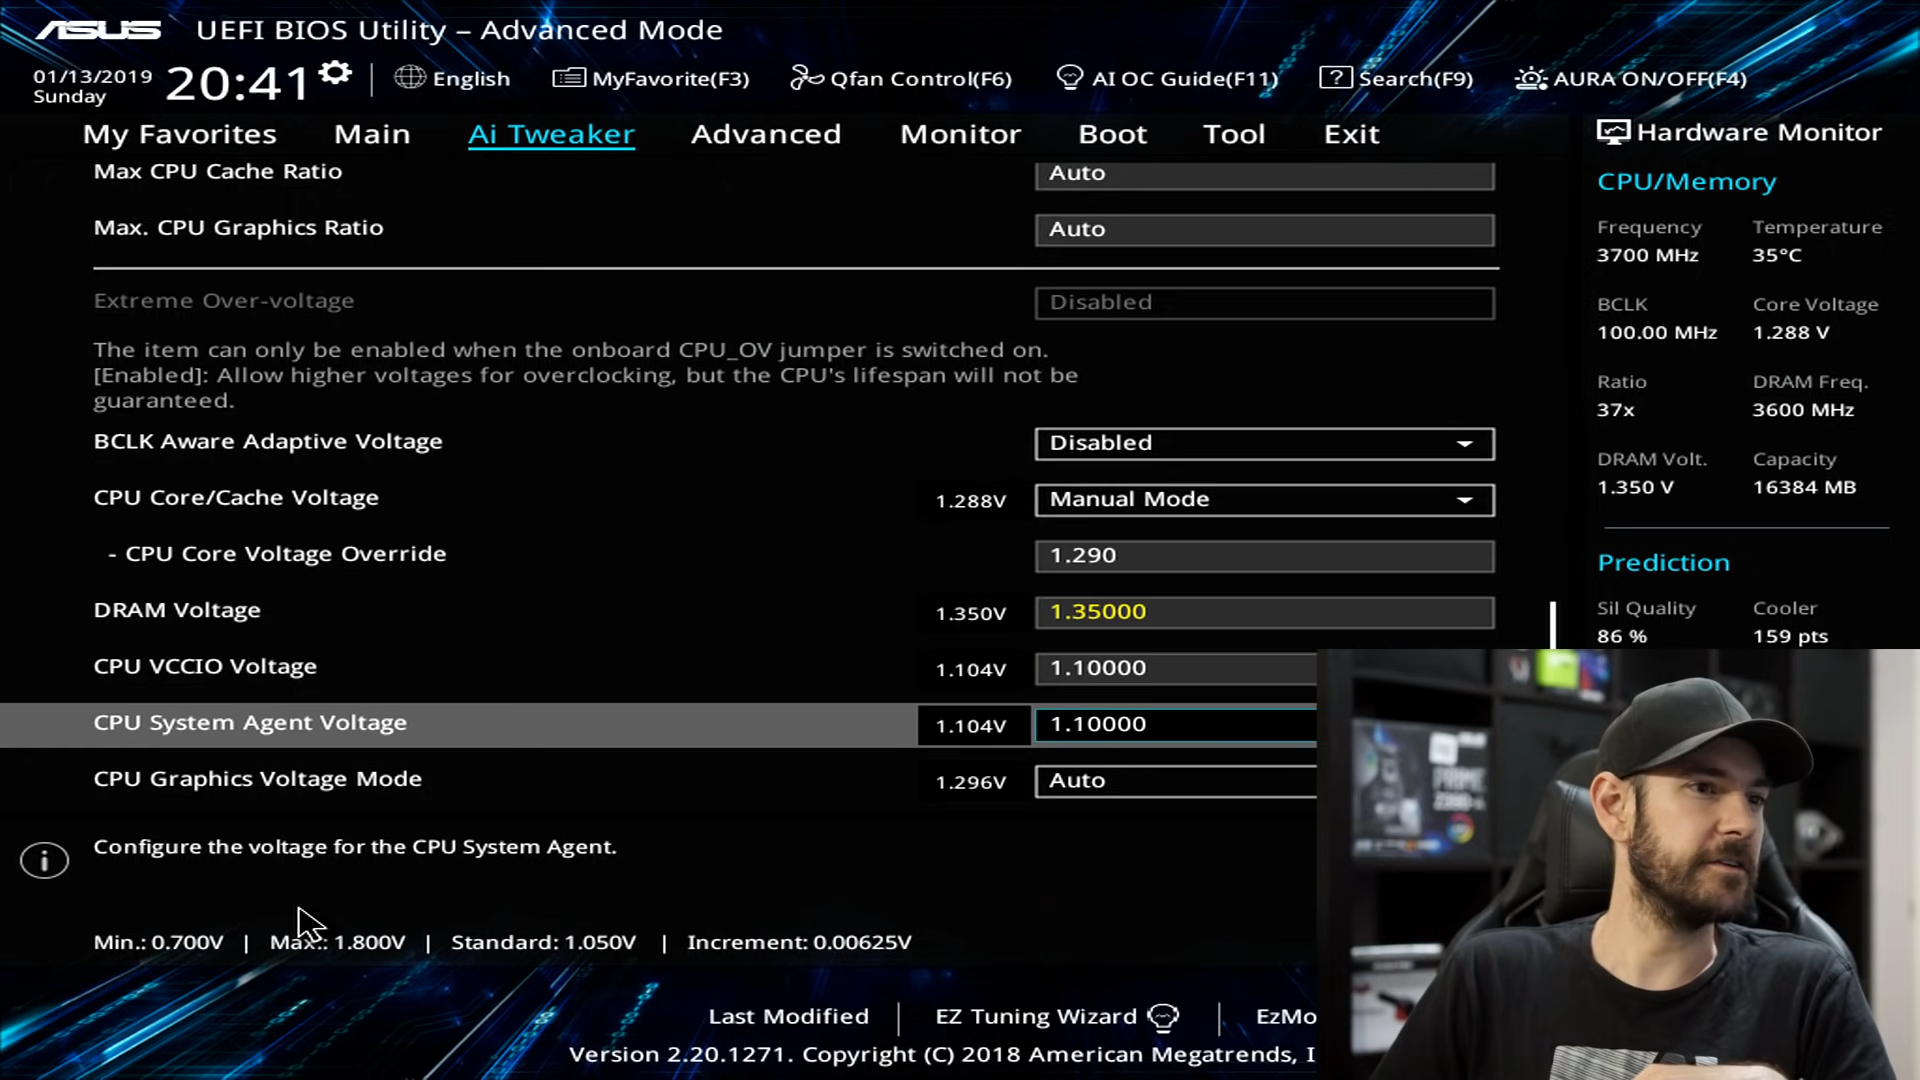 ASUS UEFI BIOS Utility – Advanced Mode
01/13/2019
Sunday
20:41
English
MyFavorite(F3)
Qfan Control(F6)
AI OC Guide(F11)
Search(F9)
AURA ON/OFF(F4)
My Favorites
Main
Ai Tweaker
Advanced
Monitor
Boot
Tool
Exit
Max CPU Cache Ratio Auto
Max. CPU Graphics Ratio Auto
Extreme Over-voltage Disabled
The item can only be enabled when the onboard CPU_OV jumper is switched on.
[Enabled]: Allow higher voltages for overclocking, but the CPU's lifespan will not be
guaranteed.
BCLK Aware Adaptive Voltage Disabled
CPU Core/Cache Voltage 1.288V Manual Mode
- CPU Core Voltage Override 1.290
DRAM Voltage 1.350V 1.35000
CPU VCCIO Voltage 1.104V 1.10000
CPU System Agent Voltage 1.104V 1.10000
CPU Graphics Voltage Mode 1.296V Auto
Configure the voltage for the CPU System Agent.
Min.: 0.700V | Max.: 1.800V | Standard: 1.050V | Increment: 0.00625V
Hardware Monitor
CPU/Memory
Frequency Temperature
3700 MHz 35°C
BCLK Core Voltage
100.00 MHz 1.288 V
Ratio DRAM Freq.
37x 3600 MHz
DRAM Volt. Capacity
1.350 V 16384 MB
Prediction
Sil Quality Cooler
86 % 159 pts
PRIME
Last Modified
EZ Tuning Wizard
EzMo
Version 2.20.1271. Copyright (C) 2018 American Megatrends, I